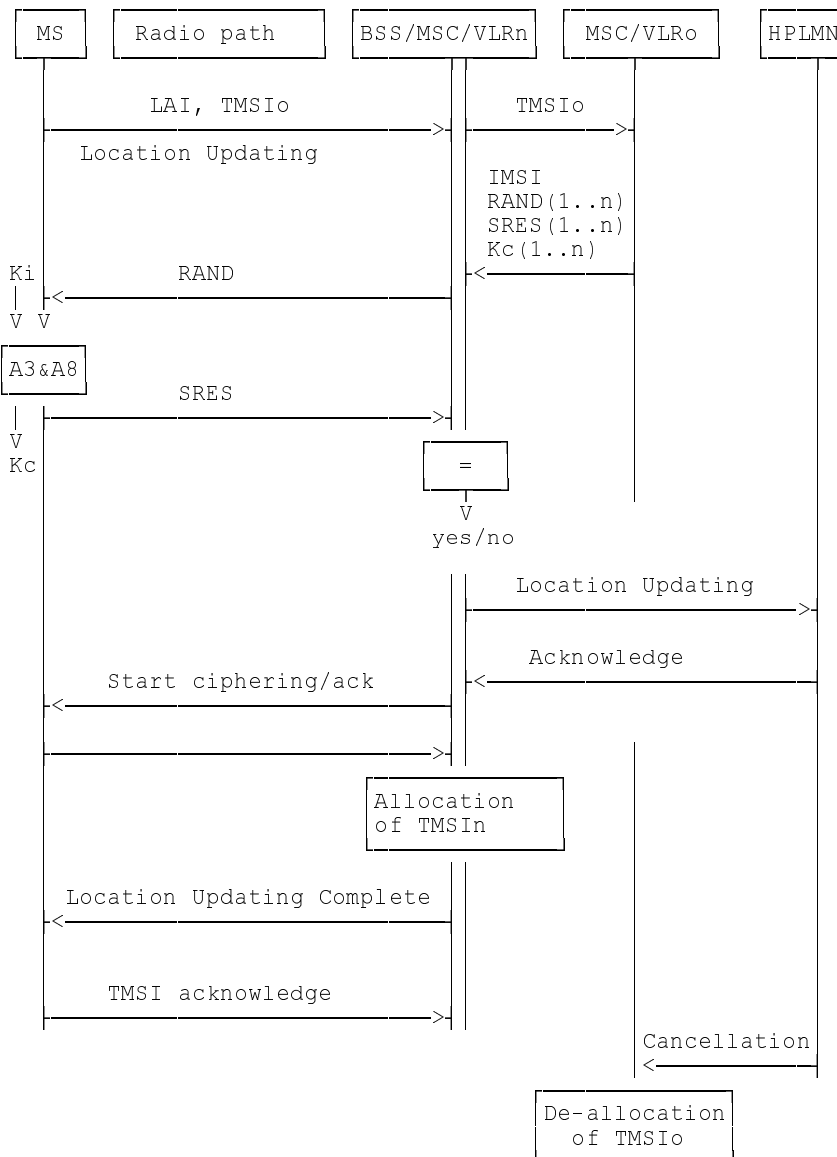 MS Radio path BSS/MSC/VLRn MSC/VLRo HPLMN
LAI, TMSIo TMSIo
Location Updating
IMSI
RAND(1..n)
SRES(1..n)
Kc(1..n)
Ki RAND
V V
A3&A8
SRES
V
Kc
=
V
yes/no
Location Updating
Acknowledge
Start ciphering/ack
Allocation
of TMSIn
Location Updating Complete
TMSI acknowledge
Cancellation
De-allocation
of TMSIo